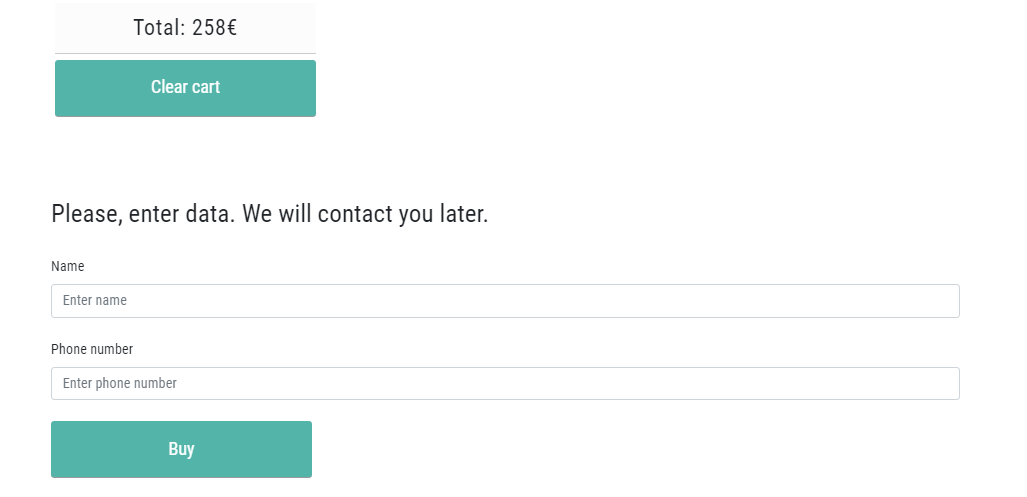 Total: 258€
Clear cart
Please, enter data. We will contact you later.
Name
Enter name
Phone number
Enter phone number
Buy